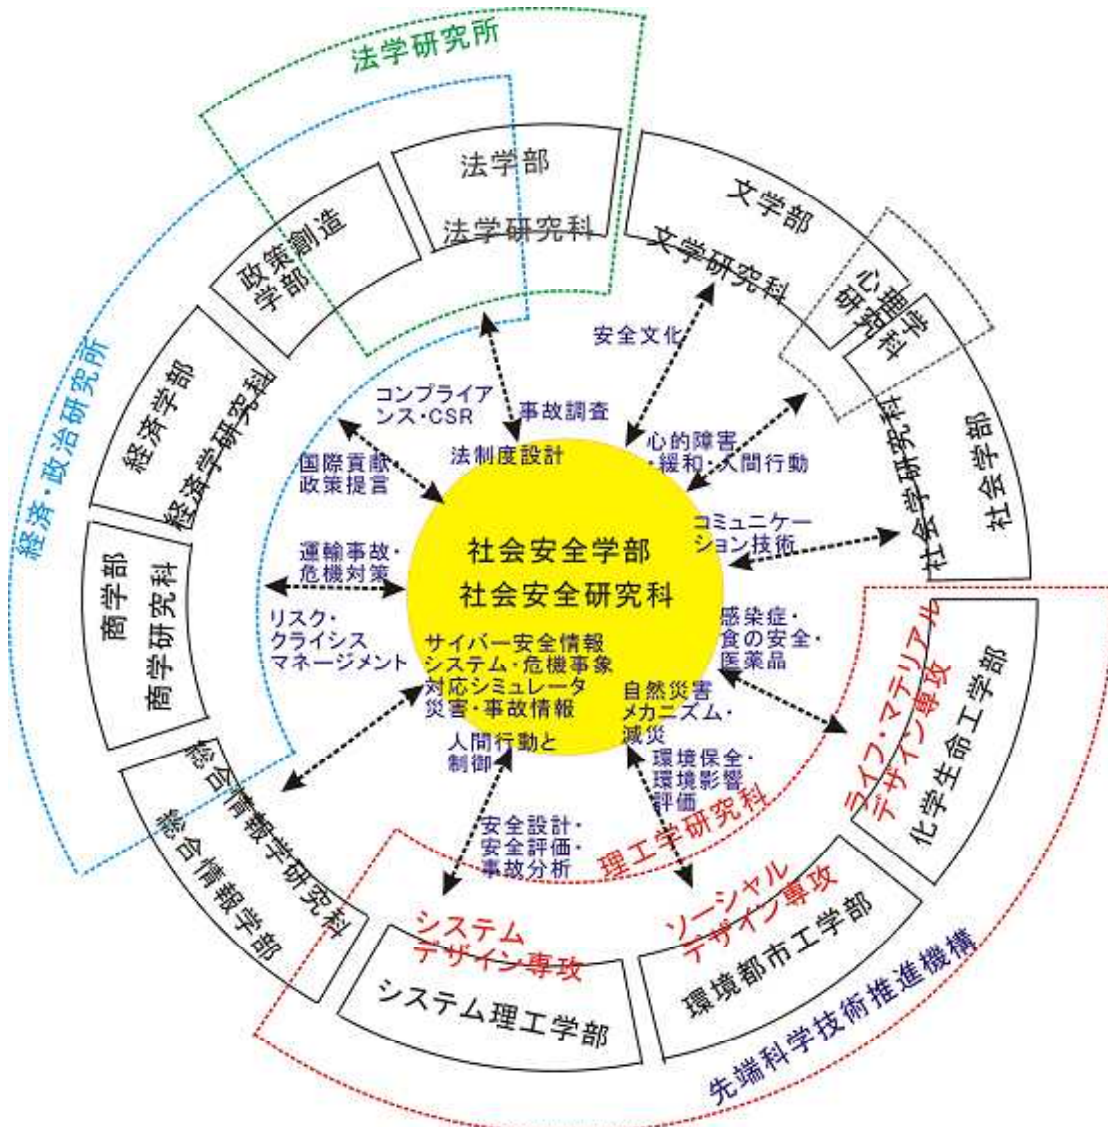 法学研究所
法学部
法学研究科
文学部
文学研究科
心理学
研究科
社会学部
社会学研究科
政策創造
学部
経済・政治研究所
経済学部
経済学研究科
商学部
商学研究科
総合情報学研究科
総合情報学部
安全文化
コンプライア
ンス・CSR
事故調査
法制度設計
心的障害
・緩和・人間行動
国際貢献・
政策提言
コミュニケー
ション技術
運輸事故・
危機対策
社会安全学部
社会安全研究科
リスク・
クライシス
マネージメント
感染症・
食の安全・
医薬品
サイバー安全情報
システム・危機事象
対応シミュレータ
災害・事故情報
自然災害
メカニズム・
減災
人間行動と
制御
環境保全・
環境影響
評価
安全設計・
安全評価・
事故分析
理工学研究科
ライフ・マテリアル
デザイン専攻
化学生命工学部
ソーシャル
デザイン専攻
環境都市工学部
システム
デザイン専攻
システム理工学部
先端科学技術推進機構